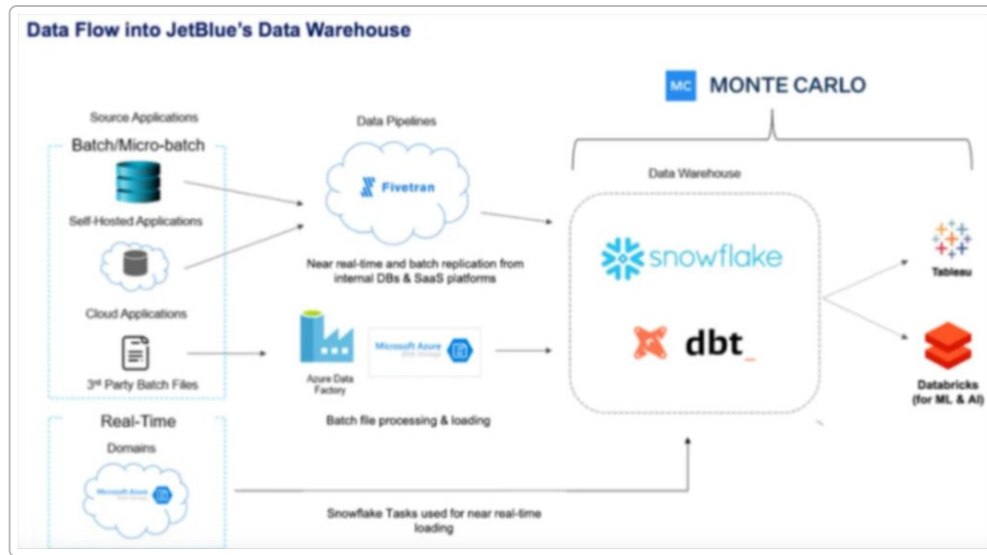 Data Flow into JetBlue's Data Warehouse
MC MONTE CARLO
Source Applications
Batch/Micro-batch
Self-Hosted Applications
Cloud Applications
3rd Party Batch Files
Real-Time
Domains
Microsoft Azure
Data Pipelines
Fivetran
Near real-time and batch replication from
internal DBs & SaaS platforms
Azure Data
Factory
Microsoft Azure
Batch file processing & loading
Snowflake Tasks used for near real-time
loading
Data Warehouse
snowflake
dbt_
Tableau
Databricks
(for ML & AI)